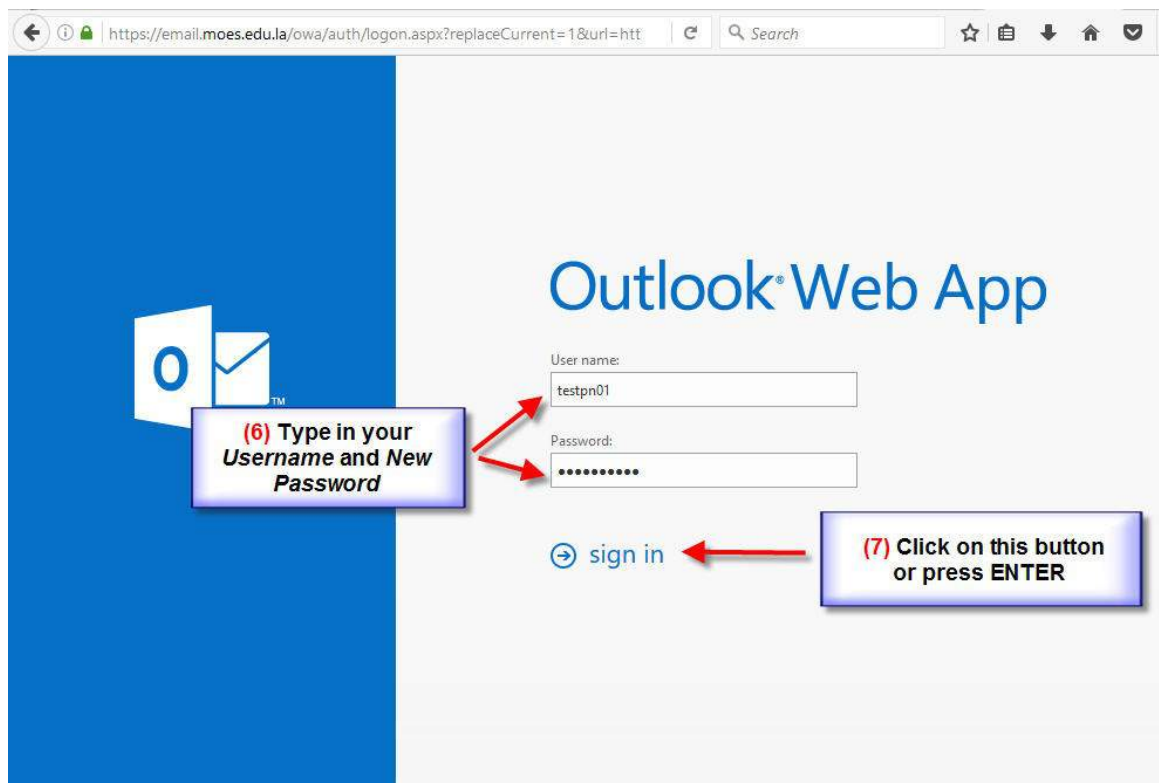 https://email.moes.edu.la/owa/auth/logon.aspx?replaceCurrent=1&url=htt
Search
Outlook® Web App
O
TM
User name:
testpn01
(6) Type in your
Username and New
Password
Password:
••••••••••
sign in
(7) Click on this button
or press ENTER